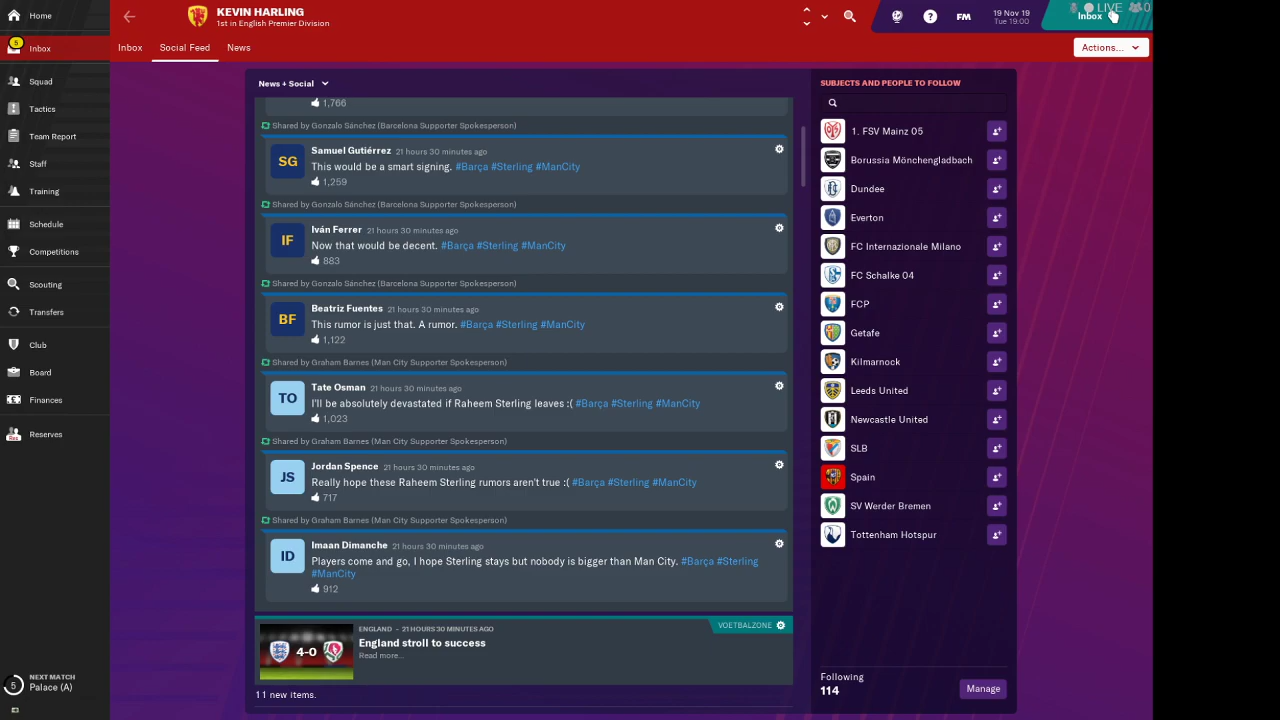 Home
5
Inbox
Squad
Tactics
Team Report
Staff
Training
Schedule
Competitions
Scouting
Transfers
Club
Board
Finances
Res
Reserves
NEXT MATCH
5
Palace (A)
KEVIN HARLING
1st in English Premier Division
?
FM
19 Nov 19
Tue 19:00
LIVE 0
Inbox
Inbox
Social Feed
News
Actions...
News + Social
1,766
Shared by Gonzalo Sánchez (Barcelona Supporter Spokesperson)
SG
Samuel Gutiérrez 21 hours 30 minutes ago
This would be a smart signing. #Barça #Sterling #ManCity
1,259
Shared by Gonzalo Sánchez (Barcelona Supporter Spokesperson)
IF
Iván Ferrer 21 hours 30 minutes ago
Now that would be decent. #Barça #Sterling #ManCity
883
Shared by Gonzalo Sánchez (Barcelona Supporter Spokesperson)
BF
Beatriz Fuentes 21 hours 30 minutes ago
This rumor is just that. A rumor. #Barça #Sterling #ManCity
1,122
Shared by Graham Barnes (Man City Supporter Spokesperson)
TO
Tate Osman 21 hours 30 minutes ago
I'll be absolutely devastated if Raheem Sterling leaves :( #Barça #Sterling #ManCity
1,023
Shared by Graham Barnes (Man City Supporter Spokesperson)
JS
Jordan Spence 21 hours 30 minutes ago
Really hope these Raheem Sterling rumors aren't true :( #Barça #Sterling #ManCity
717
Shared by Graham Barnes (Man City Supporter Spokesperson)
ID
Imaan Dimanche 21 hours 30 minutes ago
Players come and go, I hope Sterling stays but nobody is bigger than Man City. #Barça #Sterling
#ManCity
912
ENGLAND - 21 HOURS 30 MINUTES AGO
VOETBALZONE
4-0
England stroll to success
Read more...
11 new items.
SUBJECTS AND PEOPLE TO FOLLOW
1. FSV Mainz 05
Borussia Mönchengladbach
Dundee
Everton
FC Internazionale Milano
FC Schalke 04
FCP
Getafe
Kilmarnock
Leeds United
Newcastle United
SLB
Spain
SV Werder Bremen
Tottenham Hotspur
Following
114
Manage